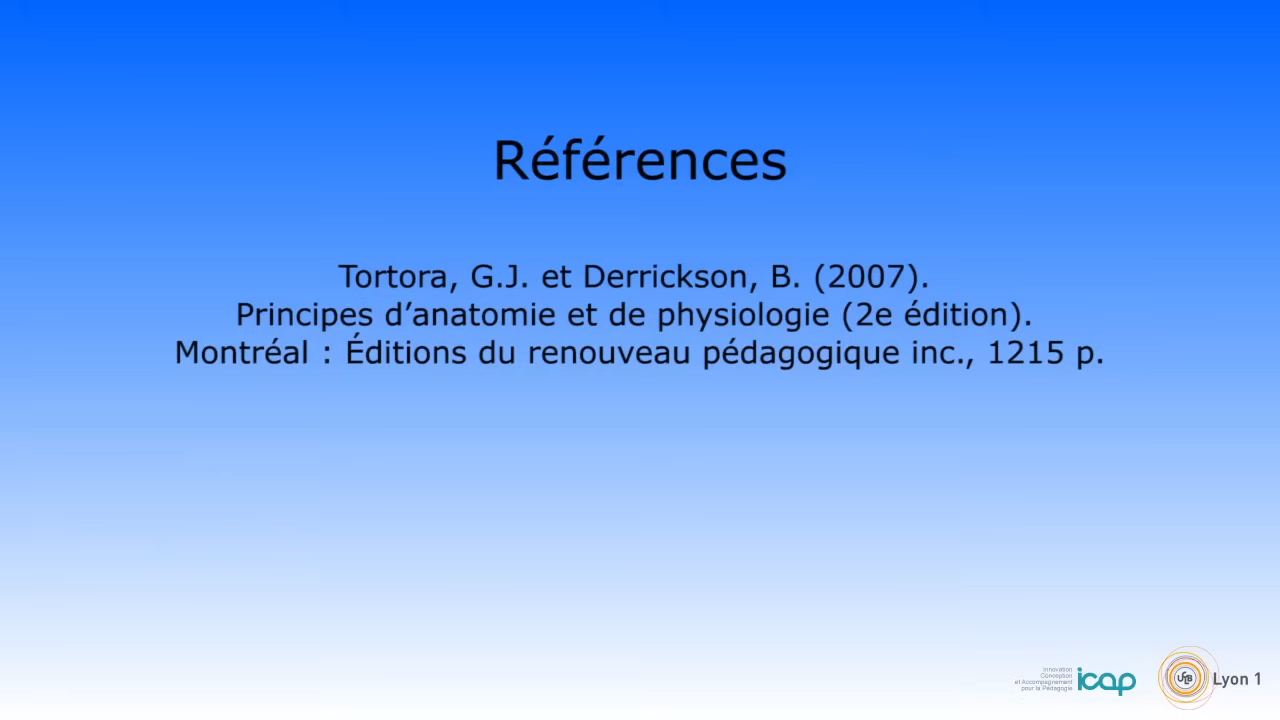 Références
Tortora, G.J. et Derrickson, B. (2007).
Principes d’anatomie et de physiologie (2e édition).
Montréal : Éditions du renouveau pédagogique inc., 1215 p.
Innovation
Conception
et Accompagnement
pour la Pédagogie
icap
Lyon 1